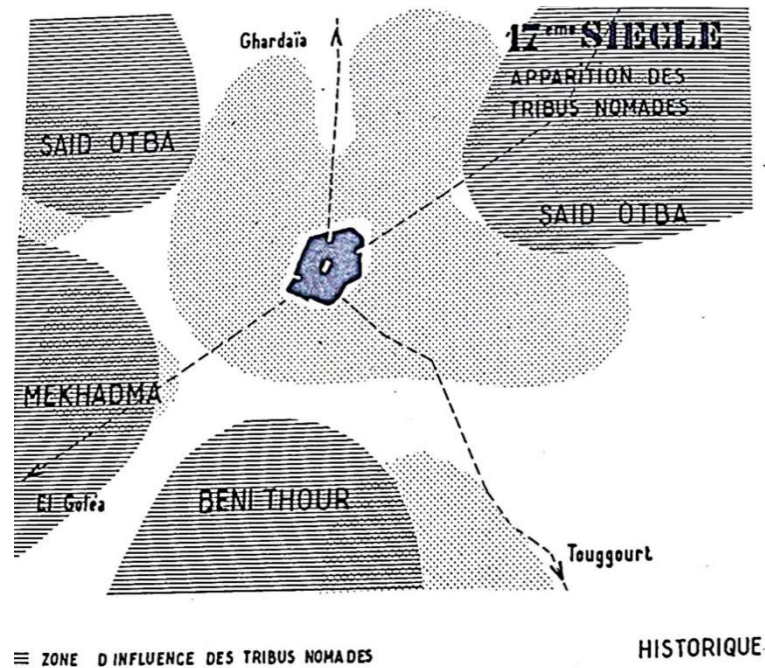 Ghardaïa
17ème SIECLE
APPARITION DES
TRIBUS NOMADES
SAID OTBA
SAID OTBA
MEKHADMA
El Goléa
BENI-THOUR
Touggourt
ZONE D INFLUENCE DES TRIBUS NOMADES
HISTORIQUE